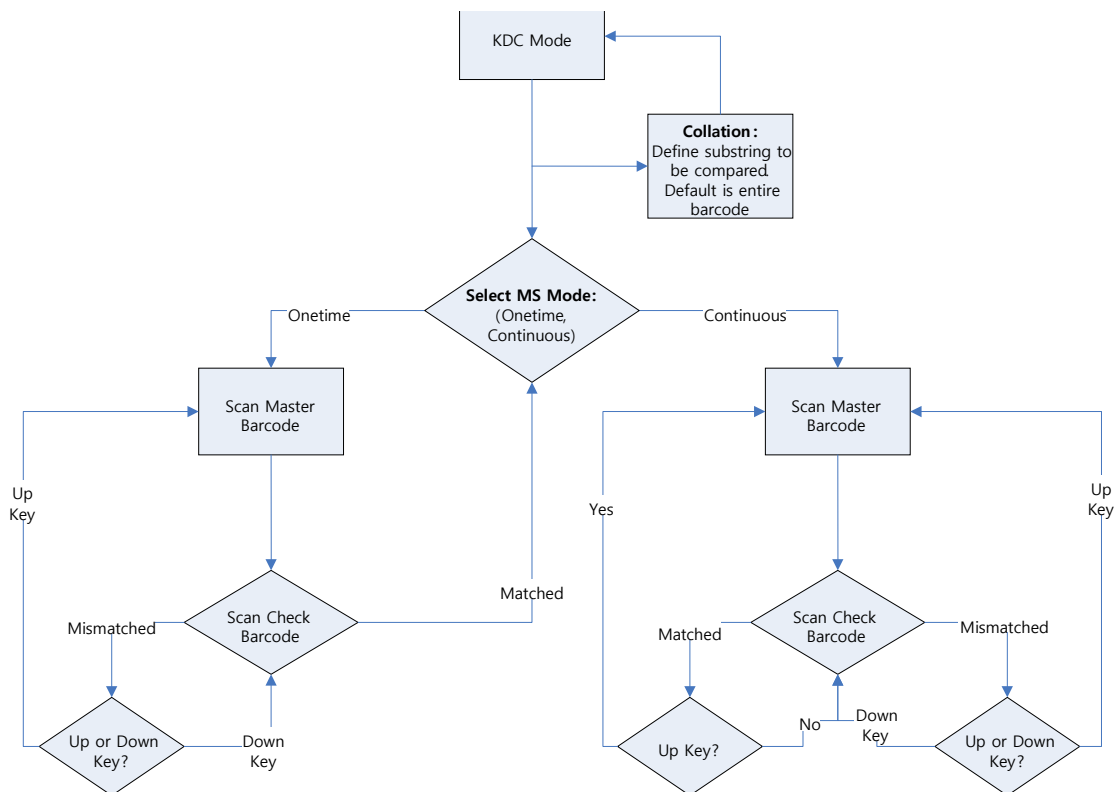 KDC Mode
Collation:
Define substring to
be compared.
Default is entire
barcode
Select MS Mode:
(Onetime,
Continuous)
Onetime
Continuous
Scan Master
Barcode
Scan Master
Barcode
Up
Key
Yes
Up
Key
Matched
Scan Check
Barcode
Mismatched
Scan Check
Barcode
Matched
Mismatched
Up or Down
Key?
Down
Key
Up Key?
No
Down
Key
Up or Down
Key?